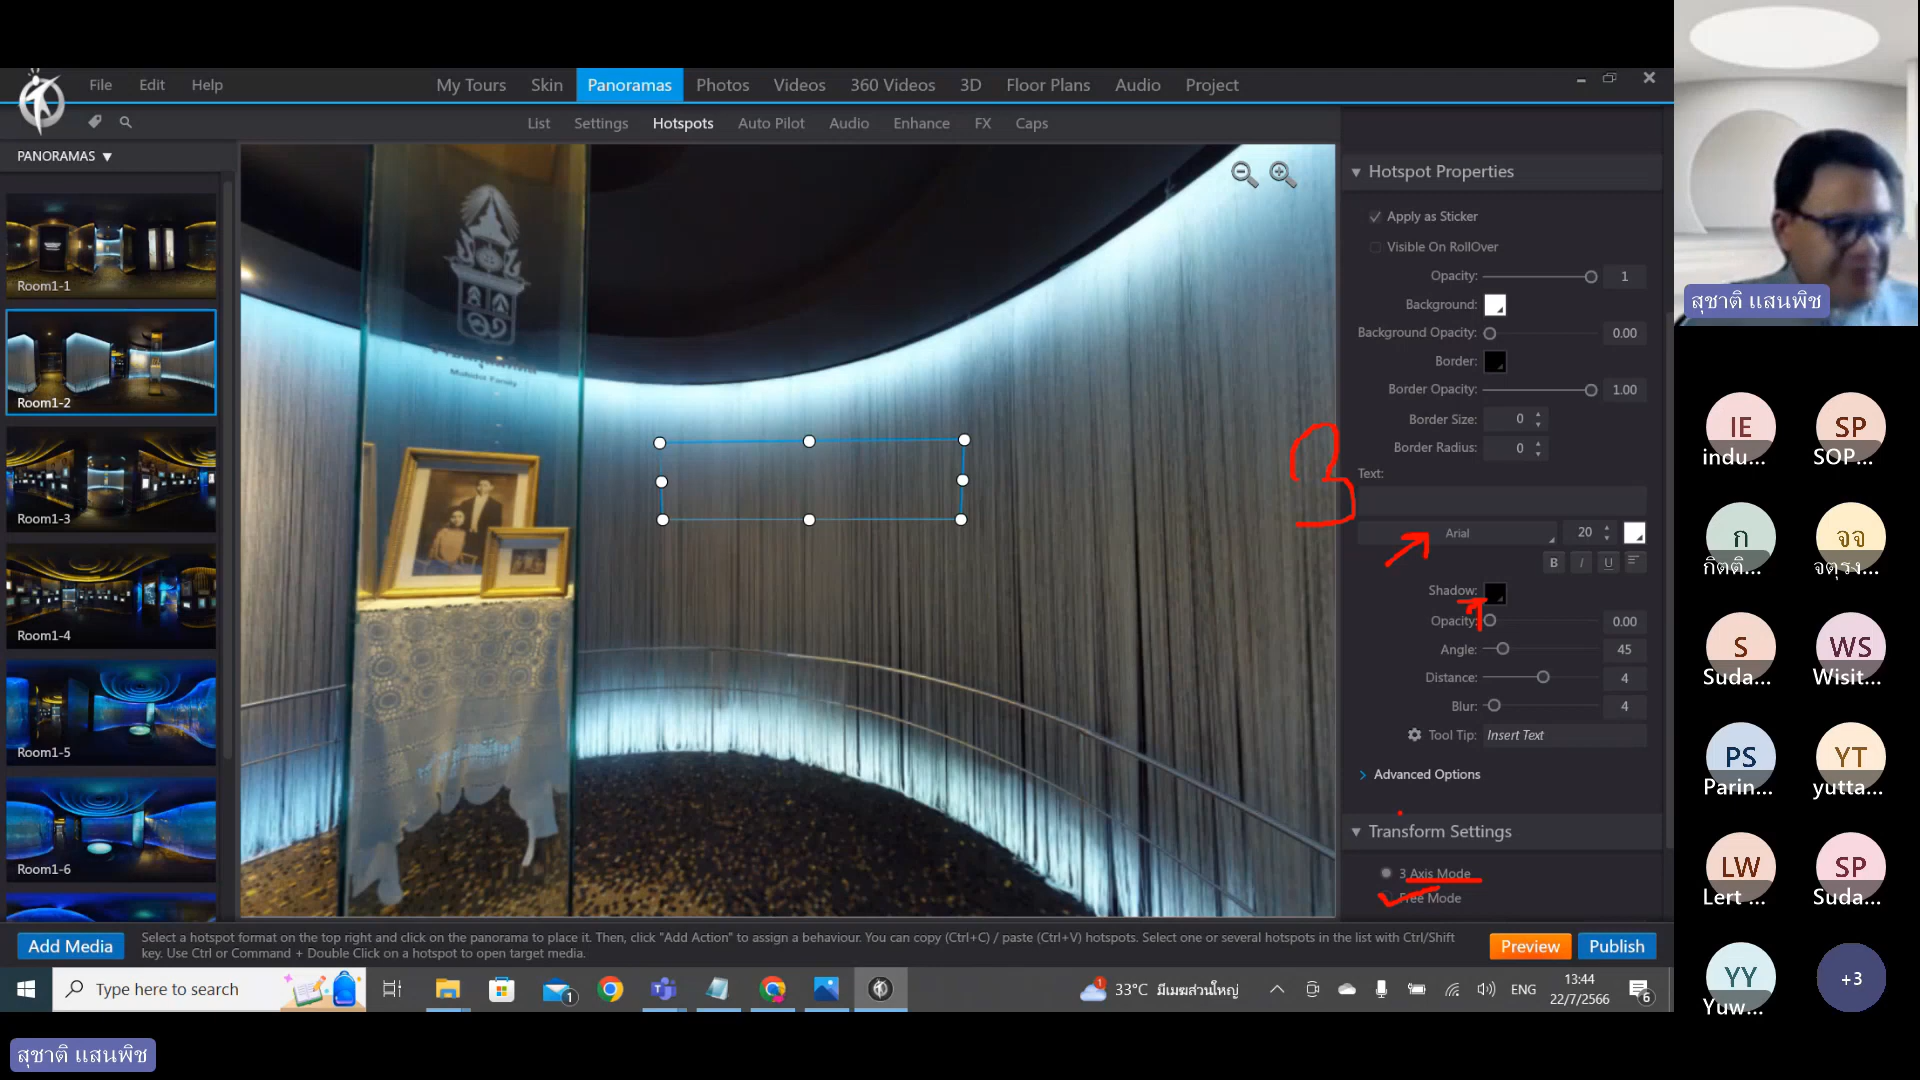 File Edit Help
My Tours Skin Panoramas Photos Videos 360 Videos 3D Floor Plans Audio Project
List Settings Hotspots Auto Pilot Audio Enhance FX Caps
PANORAMAS
Room1-1
Room1-2
Room1-3
Room1-4
Room1-5
Room1-6
Mahidol Family
Hotspot Properties
Apply as Sticker
Visible On RollOver
Opacity: 1
Background:
Background Opacity: 0.00
Border:
Border Opacity: 1.00
Border Size: 0
Border Radius: 0
3
Text:
Arial 20
B I U
Shadow:
Opacity: 0.00
Angle: 45
Distance: 4
Blur: 4
Tool Tip: Insert Text
Advanced Options
Transform Settings
3 Axis Mode
Free Mode
Add Media
Select a hotspot format on the top right and click on the panorama to place it. Then, click "Add Action" to assign a behaviour. You can copy (Ctrl+C) / paste (Ctrl+V) hotspots. Select one or several hotspots in the list with Ctrl/Shift
key. Use Ctrl or Command + Double Click on a hotspot to open target media.
Preview Publish
Type here to search
1
1
33°C มีเมฆส่วนใหญ่
ENG
13:44
22/7/2566
6
สุชาติ แสนพิช
สุชาติ แสนพิช
IE SP
indu... SOP...
ก จจ
กิตติ... จตุรง...
S WS
Suda... Wisit...
PS YT
Parin... yutta...
LW SP
Lert ... Suda...
YY +3
Yuw...